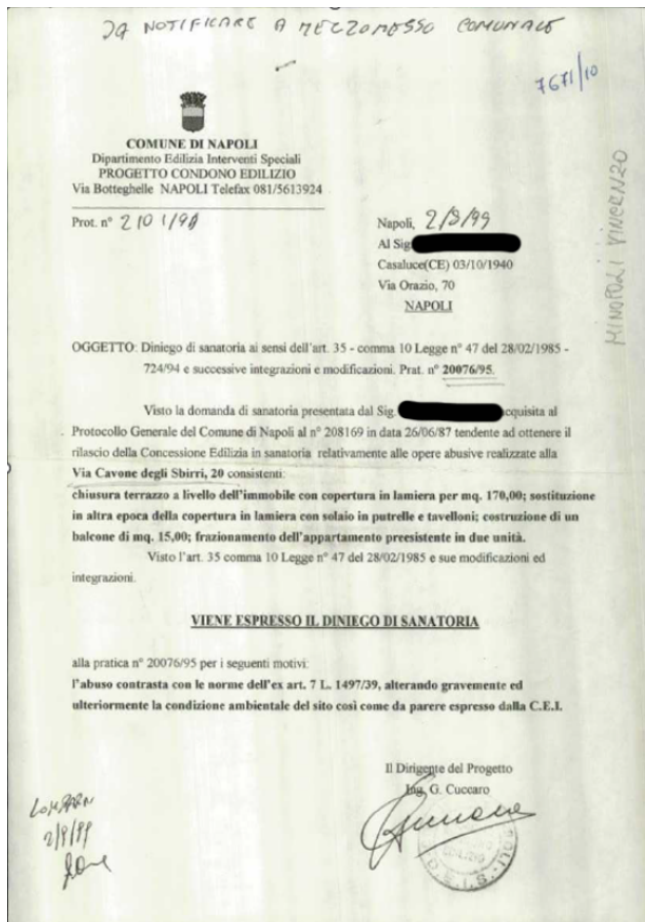 DA NOTIFICARE A MEZZO MESSO COMUNALE
7671/10
COMUNE DI NAPOLI
Dipartimento Edilizia Interventi Speciali
PROGETTO CONDONO EDILIZIO
Via Botteghelle NAPOLI Telefax 081/5613924
Prot. n°
Napoli, 2/9/99
Al Sig.
Casaluce(CE) 03/10/1940
Via Orazio, 70
NAPOLI
MINOPOLI VINCENZO
OGGETTO: Diniego di sanatoria ai sensi dell'art. 35 - comma 10 Legge n° 47 del 28/02/1985 -
724/94 e successive integrazioni e modificazioni. Prat. n° 20076/95.
Visto la domanda di sanatoria presentata dal Sig. cquisita al
Protocollo Generale del Comune di Napoli al n° 208169 in data 26/06/87 tendente ad ottenere il
rilascio della Concessione Edilizia in sanatoria relativamente alle opere abusive realizzate alla
Via Cavone degli Sbirri, 20 consistenti:
chiusura terrazzo a livello dell'immobile con copertura in lamiera per mq. 170,00; sostituzione
in altra epoca della copertura in lamiera con solaio in putrelle e tavelloni; costruzione di un
balcone di mq. 15,00; frazionamento dell'appartamento preesistente in due unità.
Visto l'art. 35 comma 10 Legge n° 47 del 28/02/1985 e sue modificazioni ed
integrazioni.
VIENE ESPRESSO IL DINIEGO DI SANATORIA
alla pratica n° 20076/95 per i seguenti motivi:
l'abuso contrasta con le norme dell'ex art. 7 L. 1497/39, alterando gravemente ed
ulteriormente la condizione ambientale del sito così come da parere espresso dalla C.E.I.
Il Dirigente del Progetto
Ing. G. Cuccaro
2/9/99